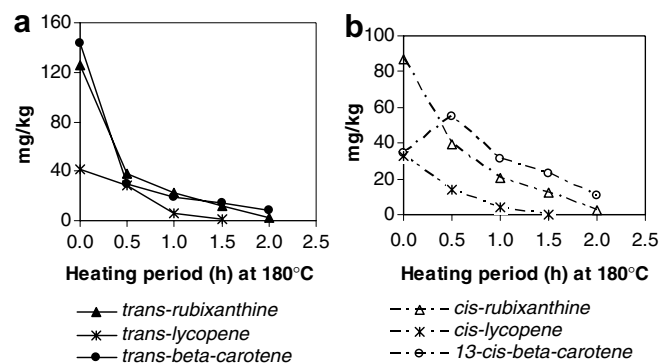 a
160
120
80
40
0
mg/kg
0.0 0.5 1.0 1.5 2.0 2.5
Heating period (h) at 180°C
trans-rubixanthine
trans-lycopene
trans-beta-carotene
b
100
80
60
40
20
0
mg/kg
0.0 0.5 1.0 1.5 2.0 2.5
Heating period (h) at 180°C
cis-rubixanthine
cis-lycopene
13-cis-beta-carotene